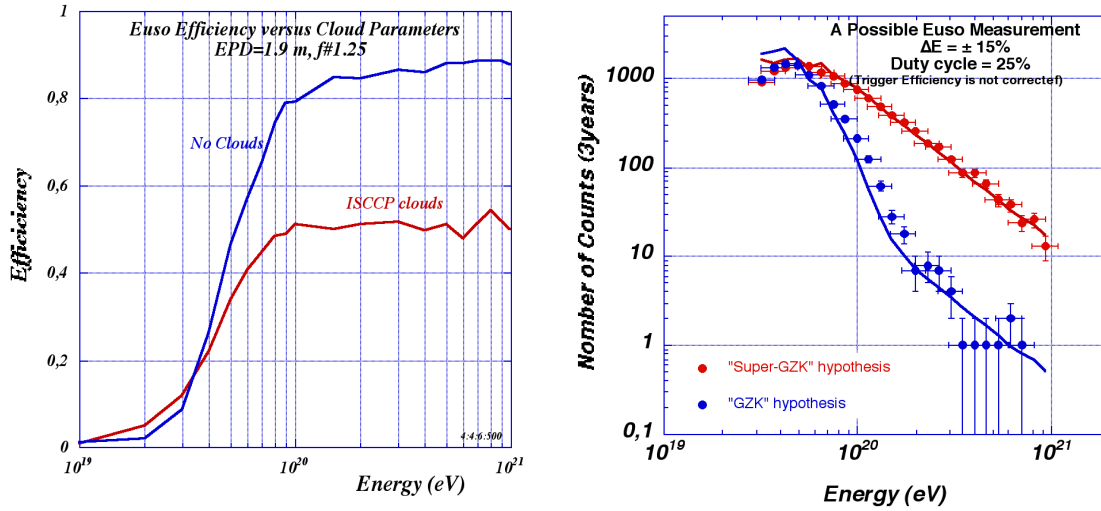 Euso Efficiency versus Cloud Parameters
EPD=1.9 m, f#1.25
No Clouds
ISCCP clouds
4:4:6:500
Efficiency
1
0,8
0,6
0,4
0,2
0
10^19
10^20
10^21
Energy (eV)
A Possible Euso Measurement
ΔE = ± 15%
Duty cycle = 25%
(Trigger Efficiency is not correctef)
Nomber of Counts (3years)
1000
100
10
1
0,1
"Super-GZK" hypothesis
"GZK" hypothesis
10^19
10^20
10^21
Energy (eV)